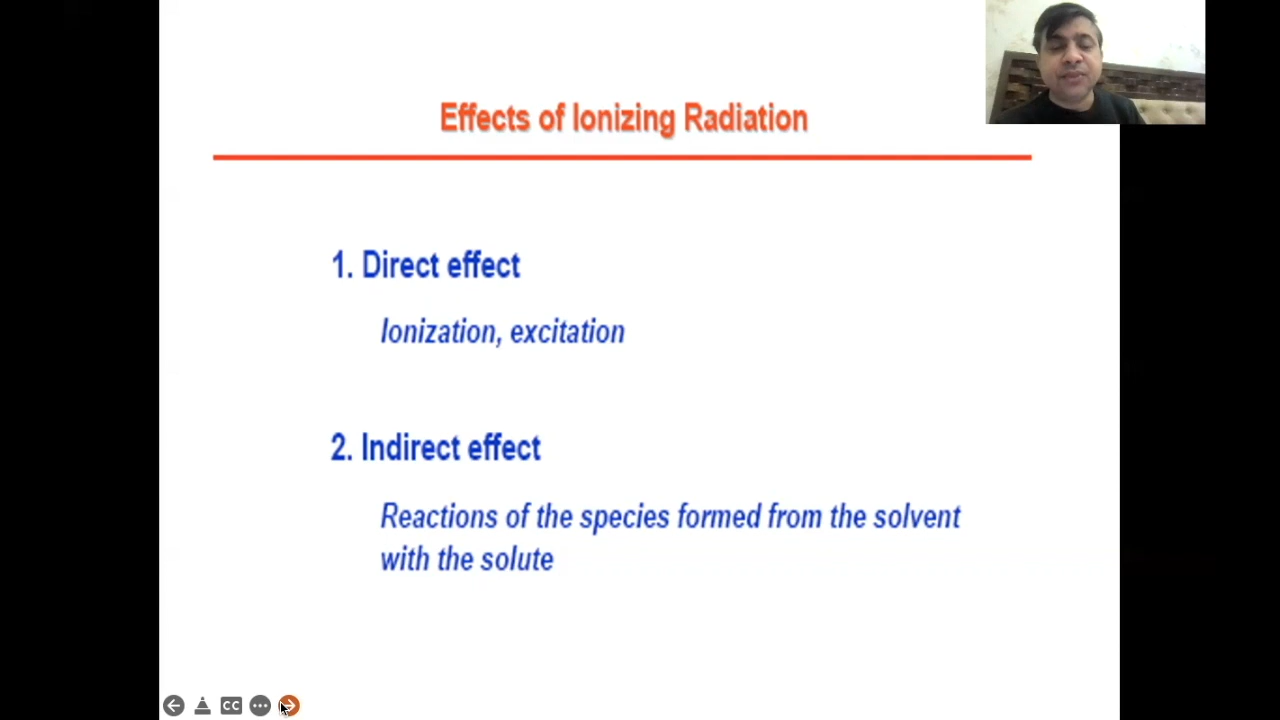 Effects of Ionizing Radiation
1. Direct effect
Ionization, excitation
2. Indirect effect
Reactions of the species formed from the solvent
with the solute
CC